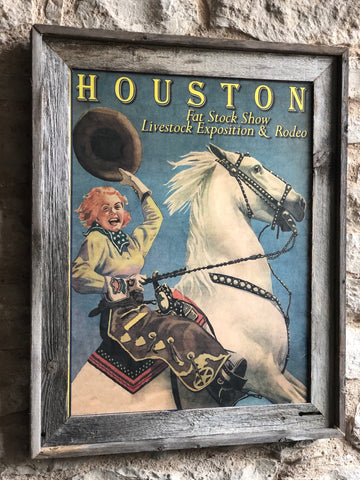 HOUSTON
Fat Stock Show
Livestock Exposition & Rodeo